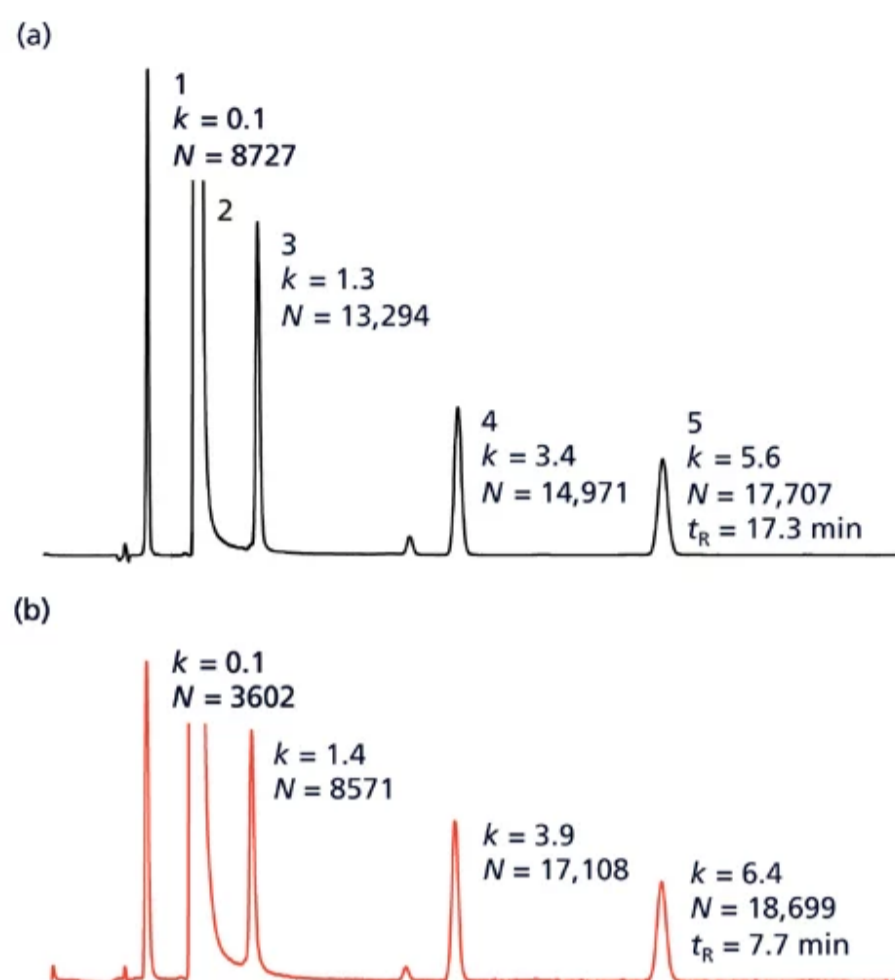 (a)
1
k = 0.1
N = 8727
2
3
k = 1.3
N = 13,294
4
k = 3.4
N = 14,971
5
k = 5.6
N = 17,707
tR = 17.3 min
(b)
k = 0.1
N = 3602
k = 1.4
N = 8571
k = 3.9
N = 17,108
k = 6.4
N = 18,699
tR = 7.7 min